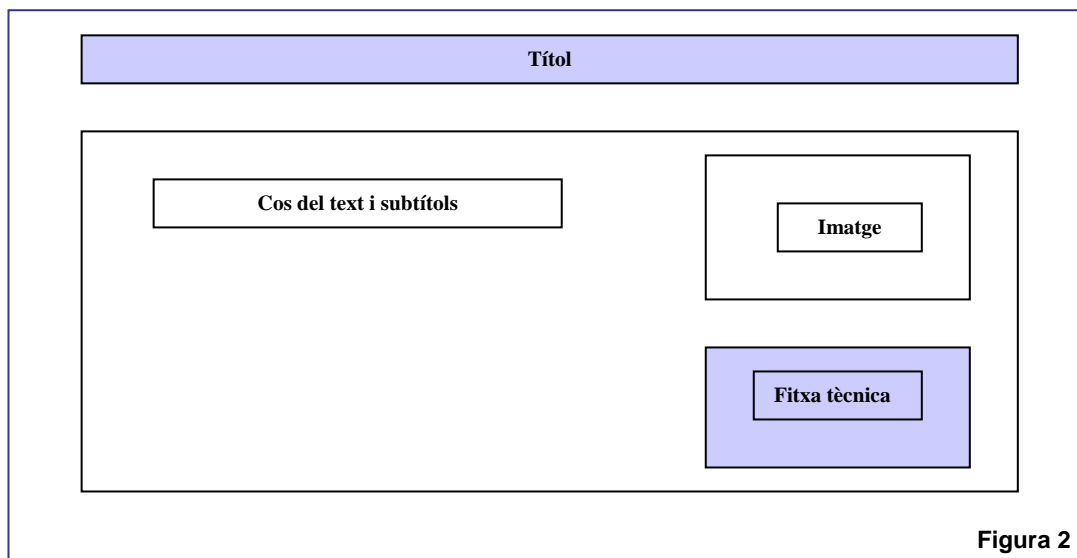 Títol
Cos del text i subtítols
Imatge
Fitxa tècnica
Figura 2